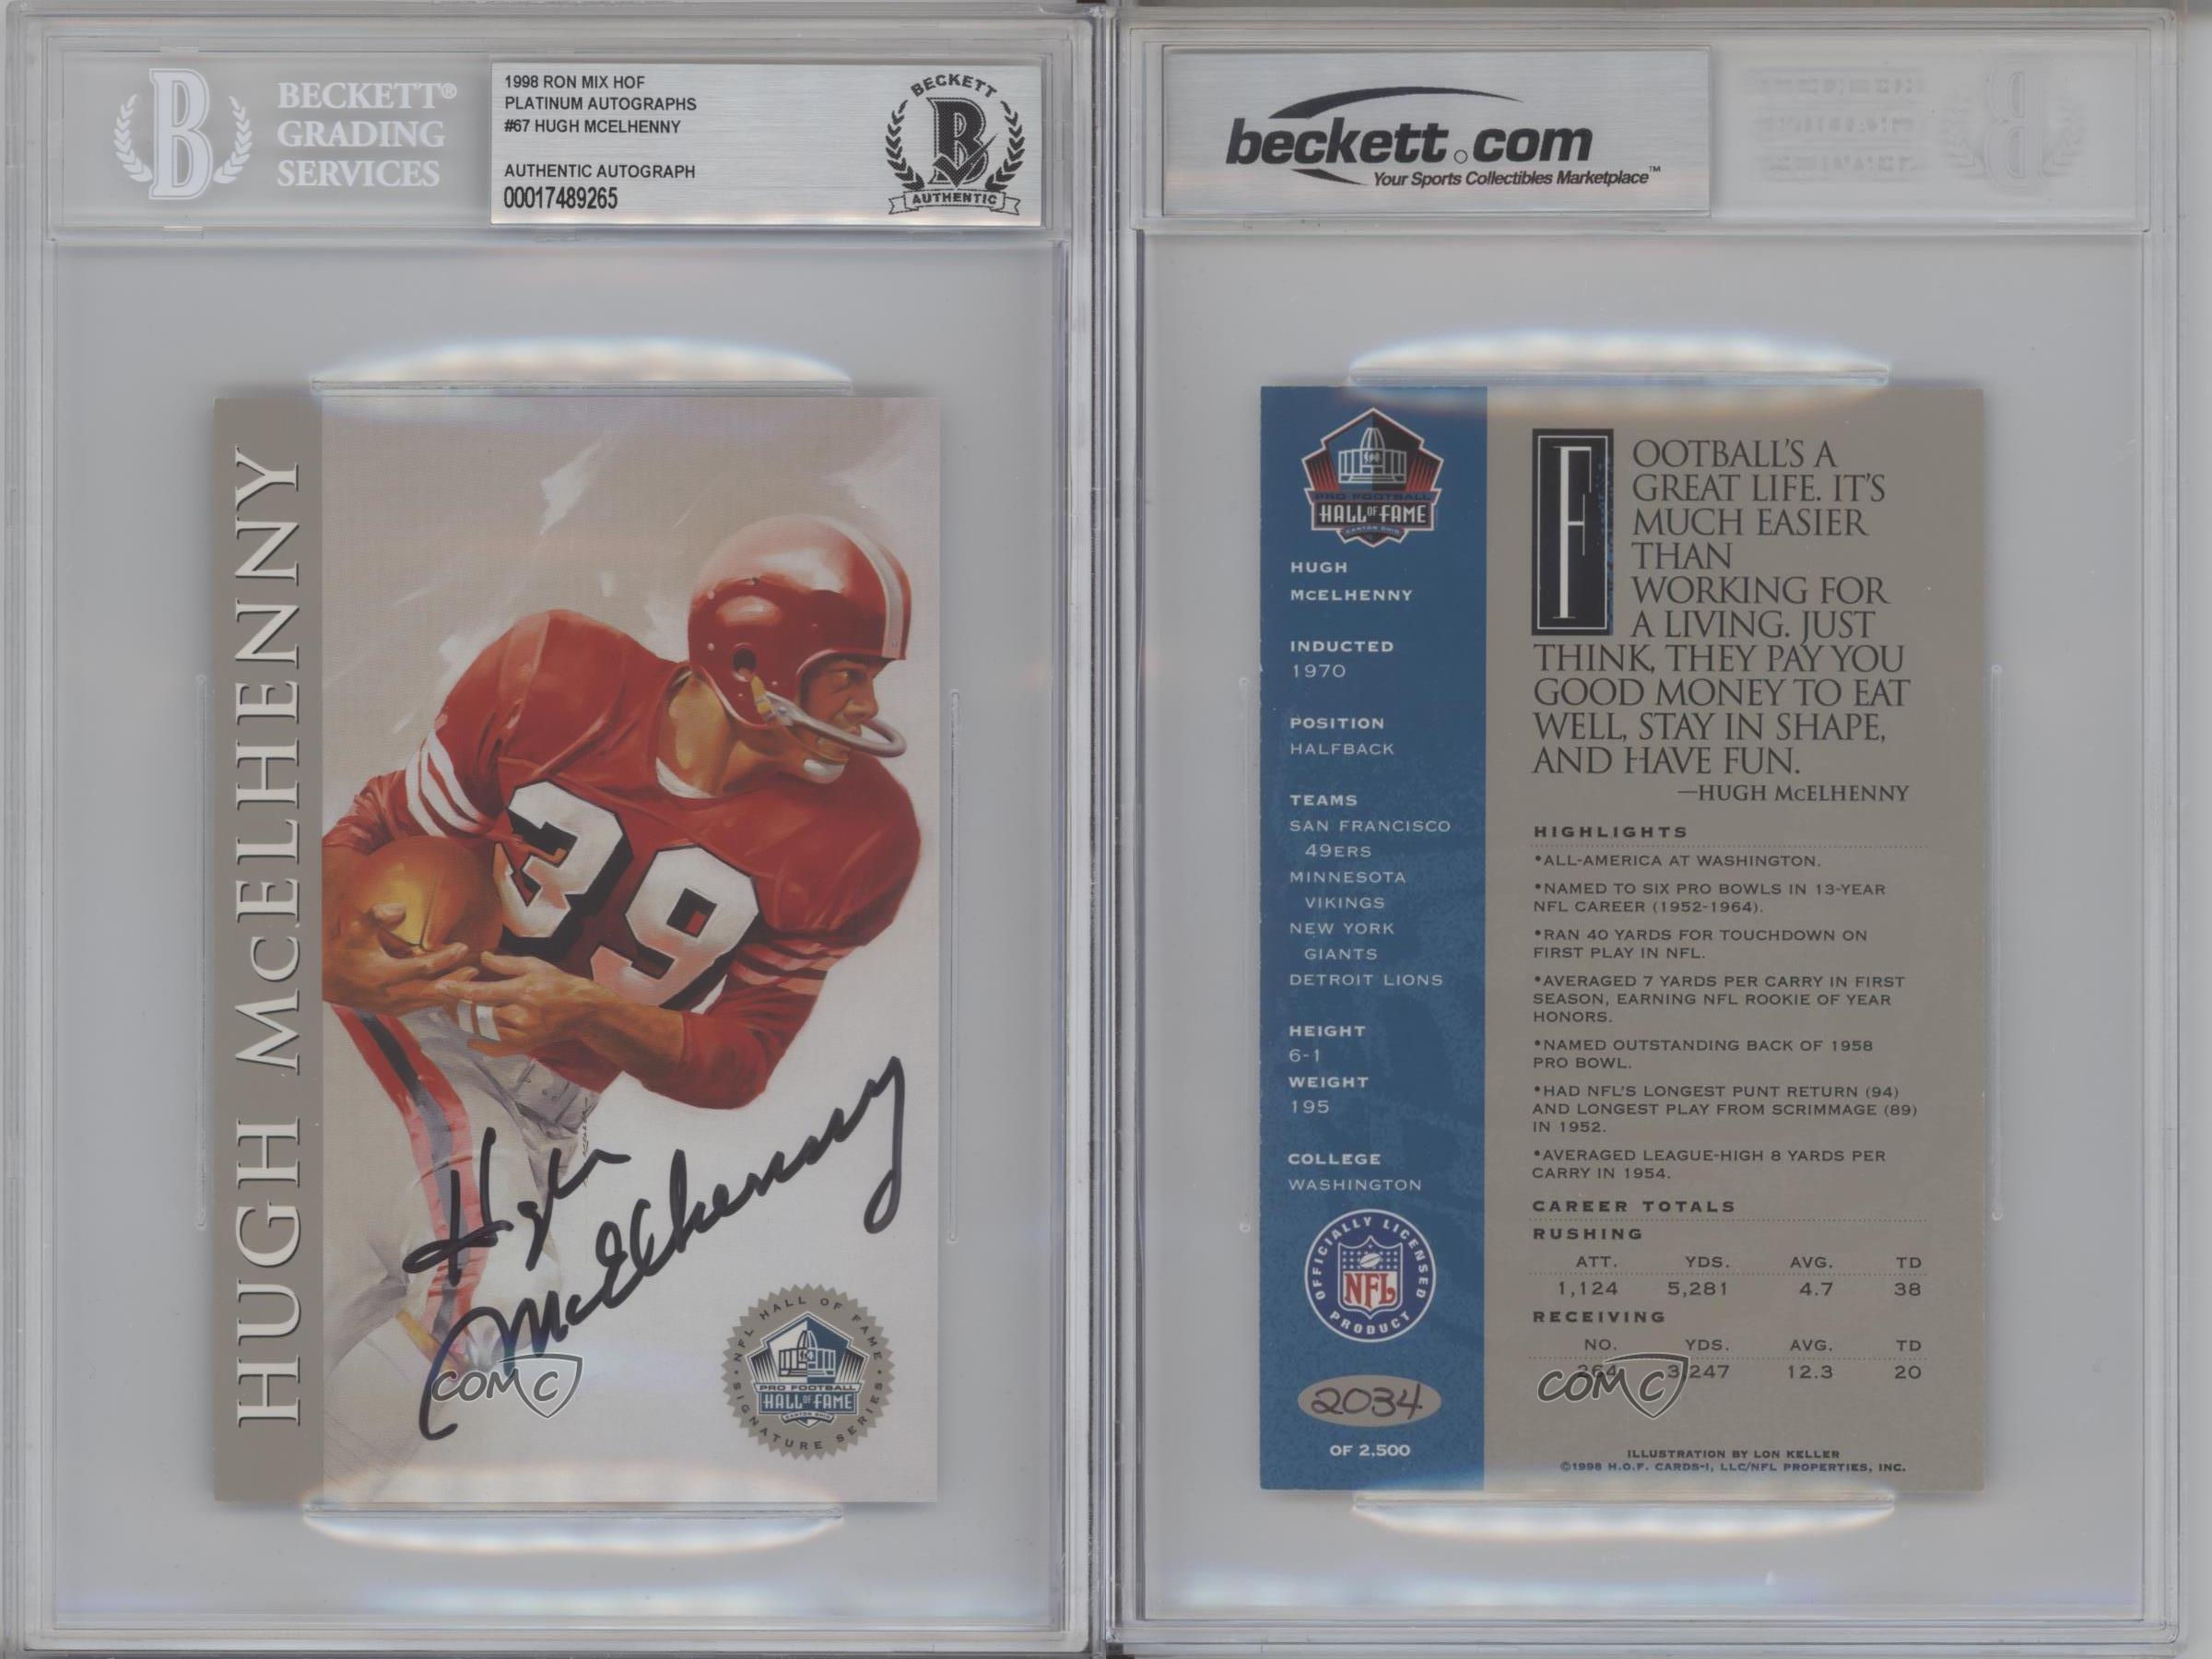 BECKETT®
GRADING
SERVICES
1998 RON MIX HOF
PLATINUM AUTOGRAPHS
#67 HUGH MCELHENNY
AUTHENTIC AUTOGRAPH
00017489265
BECKETT
B
AUTHENTIC
HUGH McELHENNY
39
Hugh
McElhenny
NFL HALL OF FAME
SIGNATURE SERIES
PRO FOOTBALL
HALL OF FAME
CANTON OHIO
COMC
beckett.com
Your Sports Collectibles Marketplace™
PRO FOOTBALL
HALL OF FAME
CANTON OHIO
HUGH
McELHENNY
INDUCTED
1970
POSITION
HALFBACK
TEAMS
SAN FRANCISCO
49ERS
MINNESOTA
VIKINGS
NEW YORK
GIANTS
DETROIT LIONS
HEIGHT
6-1
WEIGHT
195
COLLEGE
WASHINGTON
OFFICIALLY LICENSED
NFL
PRODUCT
2034
OF 2,500
FOOTBALL'S A
GREAT LIFE. IT'S
MUCH EASIER
THAN
WORKING FOR
A LIVING. JUST
THINK, THEY PAY YOU
GOOD MONEY TO EAT
WELL, STAY IN SHAPE,
AND HAVE FUN.
—HUGH McELHENNY
HIGHLIGHTS
•ALL-AMERICA AT WASHINGTON.
•NAMED TO SIX PRO BOWLS IN 13-YEAR
NFL CAREER (1952-1964).
•RAN 40 YARDS FOR TOUCHDOWN ON
FIRST PLAY IN NFL.
•AVERAGED 7 YARDS PER CARRY IN FIRST
SEASON, EARNING NFL ROOKIE OF YEAR
HONORS.
•NAMED OUTSTANDING BACK OF 1958
PRO BOWL.
•HAD NFL'S LONGEST PUNT RETURN (94)
AND LONGEST PLAY FROM SCRIMMAGE (89)
IN 1952.
•AVERAGED LEAGUE-HIGH 8 YARDS PER
CARRY IN 1954.
CAREER TOTALS
RUSHING
ATT. YDS. AVG. TD
1,124 5,281 4.7 38
RECEIVING
NO. YDS. AVG. TD
264 3,247 12.3 20
COMC
ILLUSTRATION BY LON KELLER
©1998 H.O.F. CARDS-I, LLC/NFL PROPERTIES, INC.